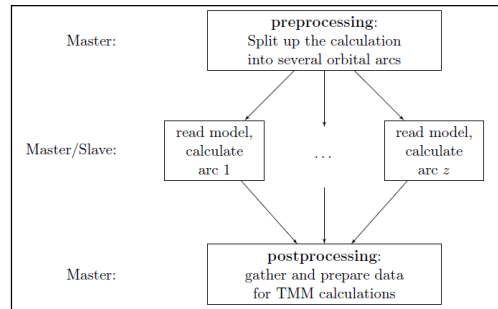 preprocessing:
Master: Split up the calculation
into several orbital arcs
read model, read model,
Master/Slave: calculate ... calculate
arc 1 arc z
postprocessing:
Master: gather and prepare data
for TMM calculations